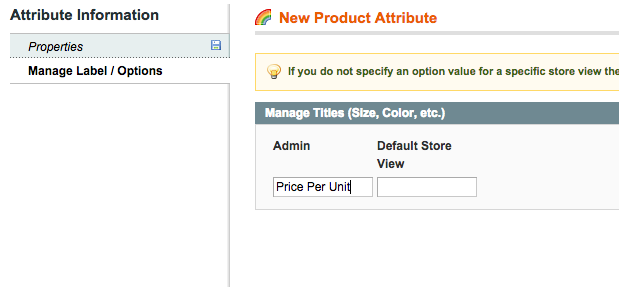 Attribute Information
Properties
Manage Label / Options
New Product Attribute
If you do not specify an option value for a specific store view the
Manage Titles (Size, Color, etc.)
Admin
Default Store
View
Price Per Unit